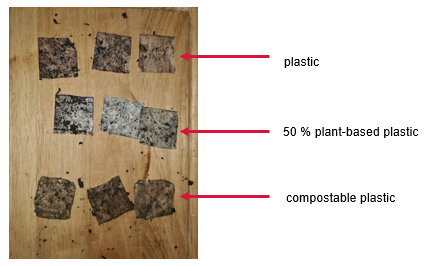 plastic
50 % plant-based plastic
compostable plastic